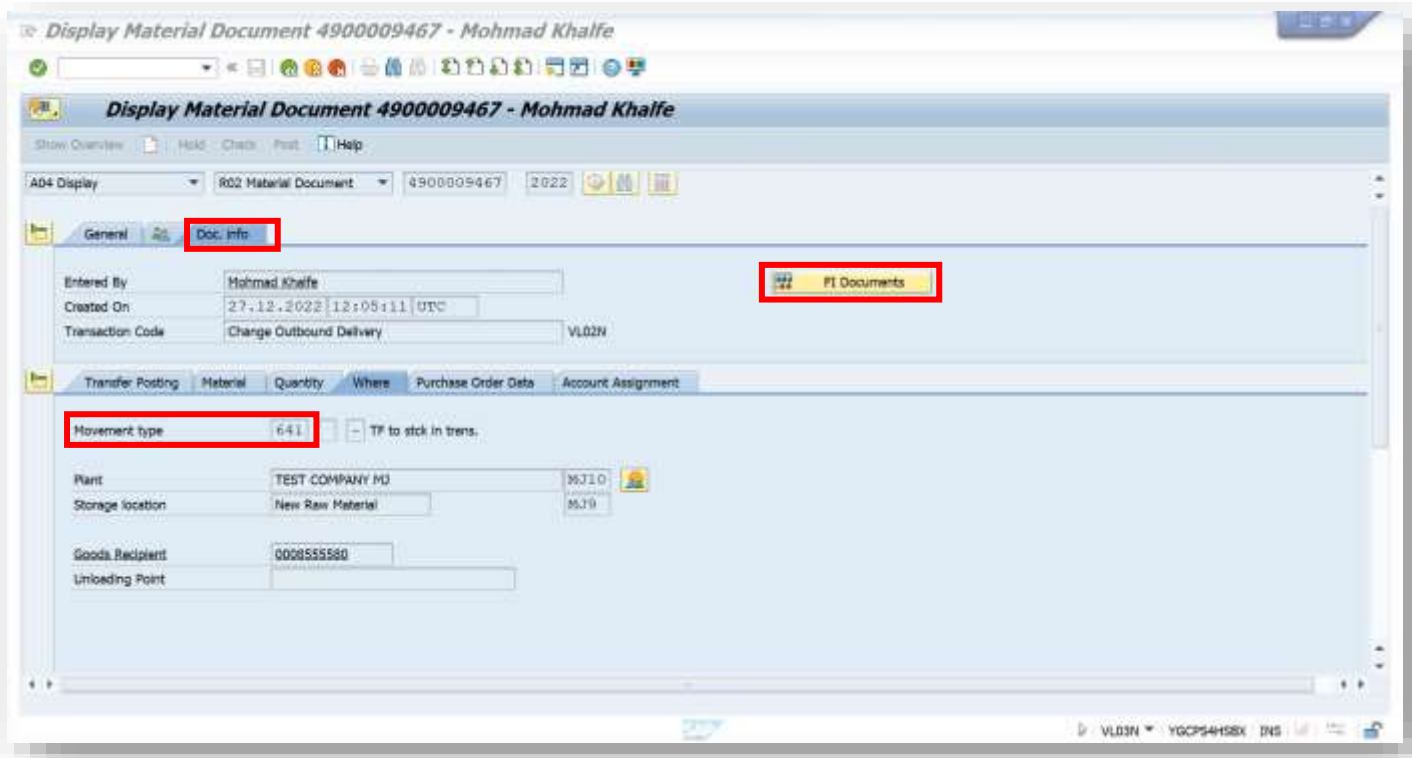 Display Material Document 4900009467 - Mohmad Khalfe
Display Material Document 4900009467 - Mohmad Khalfe
Show Overview Hold Check Post Help
A04 Display R02 Material Document 4900009467 2022
General Doc. info
Entered By Mohmad Khalfe FI Documents
Created On 27.12.2022 12:05:11 UTC
Transaction Code Change Outbound Delivery VL02N
Transfer Posting Material Quantity Where Purchase Order Data Account Assignment
Movement type 641 - TF to stck in trans.
Plant TEST COMPANY MJ MJ10
Storage location New Raw Material MJ9
Goods Recipient 0008555580
Unloading Point
VL03N YGCPS4HSBX INS